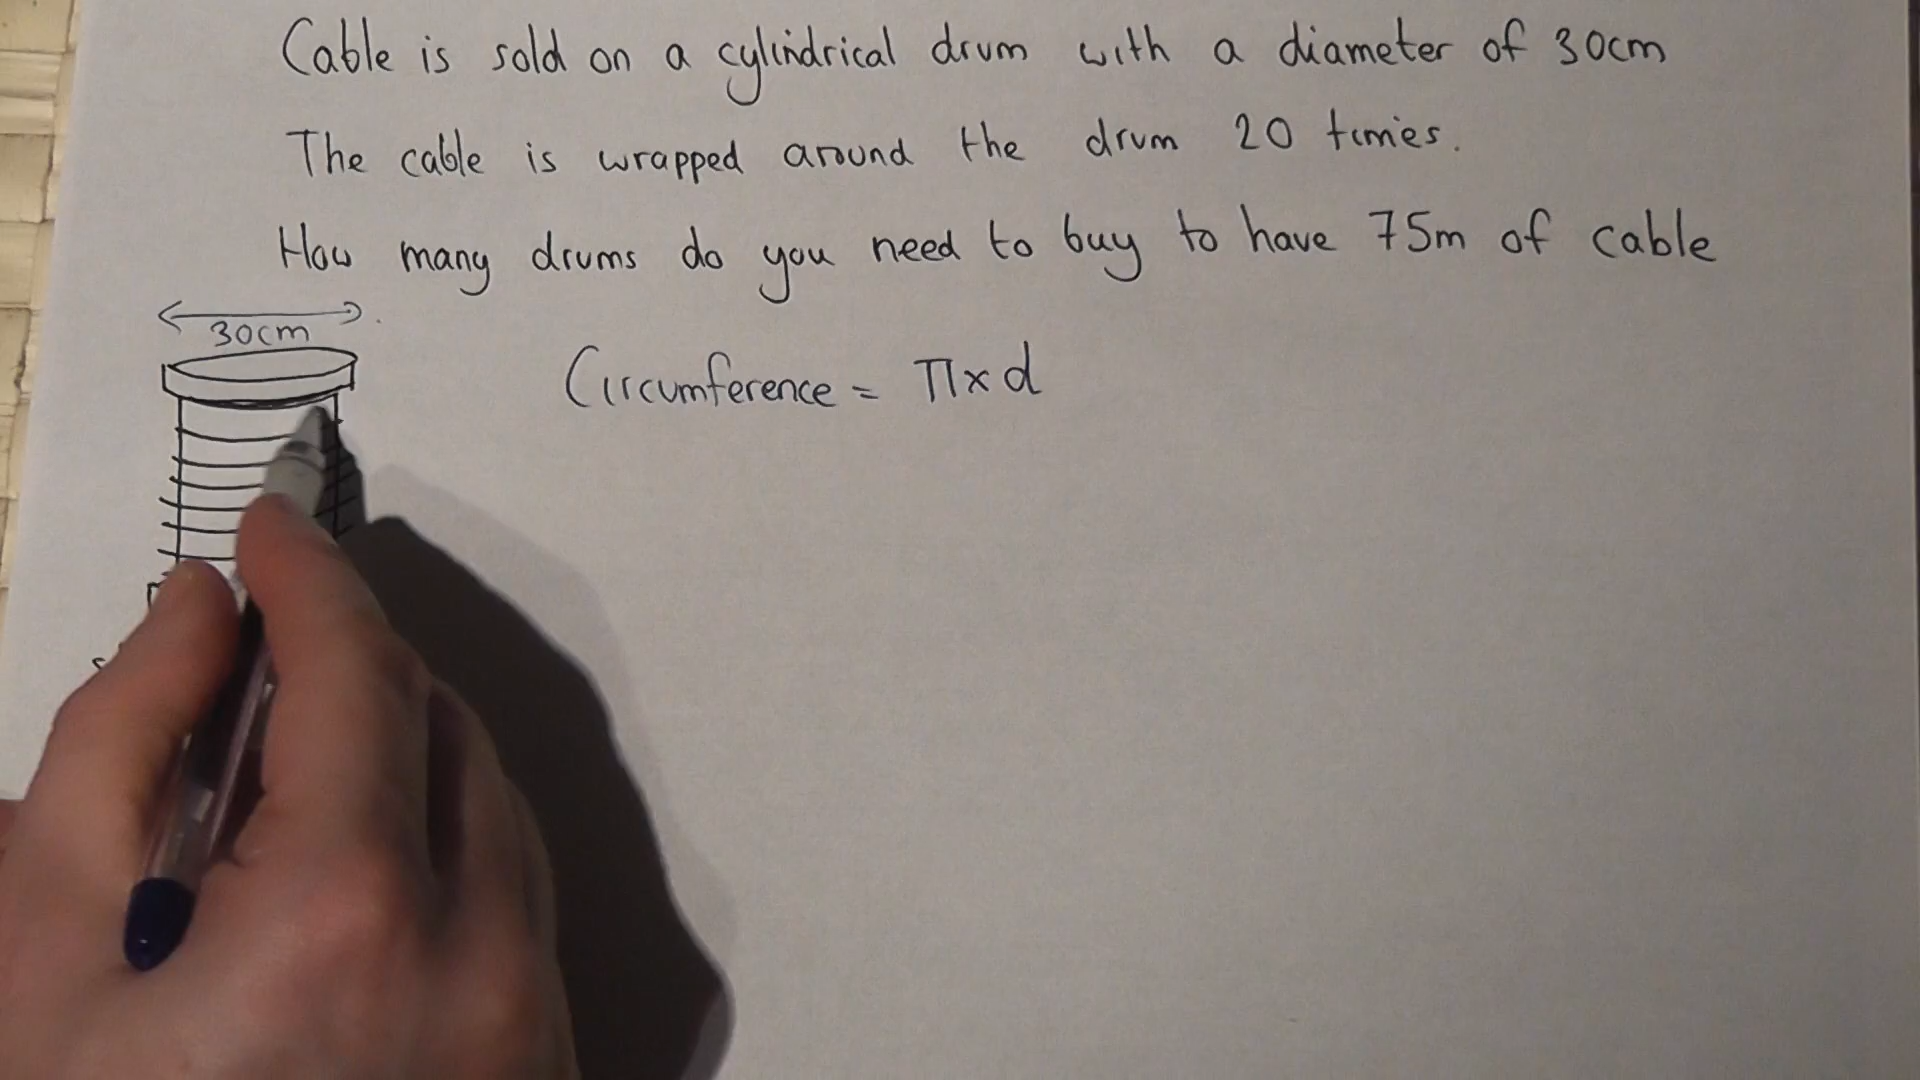 Cable is sold on a cylindrical drum with a diameter of 30cm
The cable is wrapped around the drum 20 times.
How many drums do you need to buy to have 75m of cable
30cm
Circumference = π x d